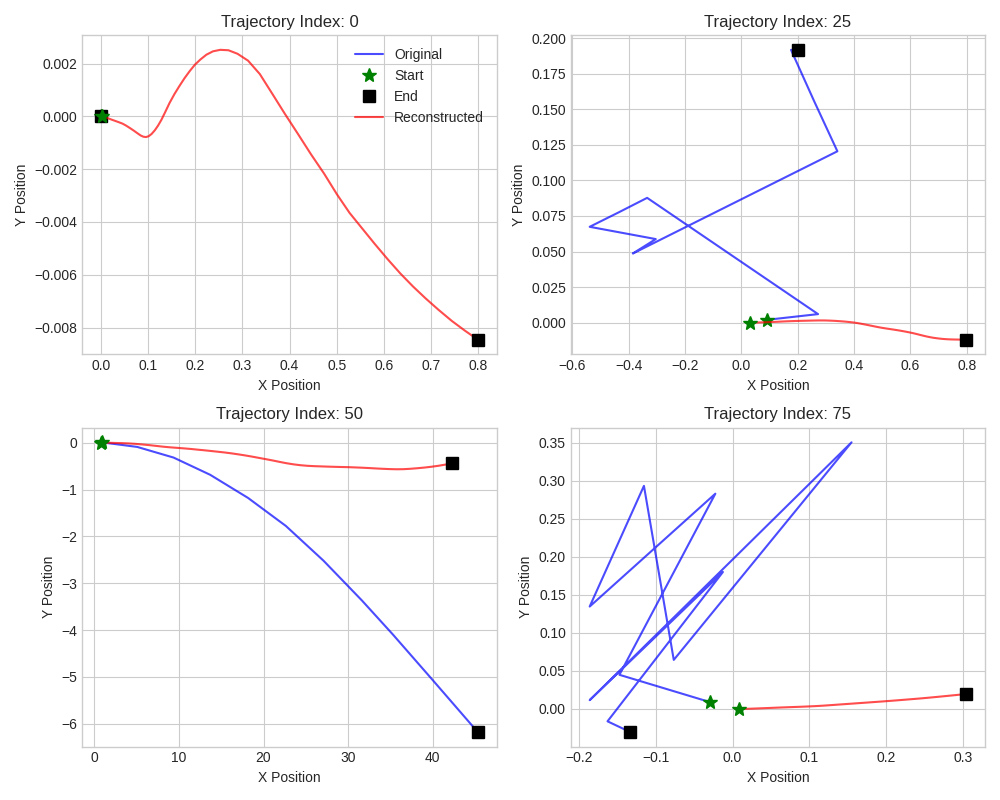 Trajectory Index: 0
0.002
0.000
−0.002
−0.004
−0.006
−0.008
Y Position
0.0 0.1 0.2 0.3 0.4 0.5 0.6 0.7 0.8
X Position
Original
Start
End
Reconstructed
Trajectory Index: 25
0.200
0.175
0.150
0.125
0.100
0.075
0.050
0.025
0.000
Y Position
−0.6 −0.4 −0.2 0.0 0.2 0.4 0.6 0.8
X Position
Trajectory Index: 50
0
−1
−2
−3
−4
−5
−6
Y Position
0 10 20 30 40
X Position
Trajectory Index: 75
0.35
0.30
0.25
0.20
0.15
0.10
0.05
0.00
Y Position
−0.2 −0.1 0.0 0.1 0.2 0.3
X Position